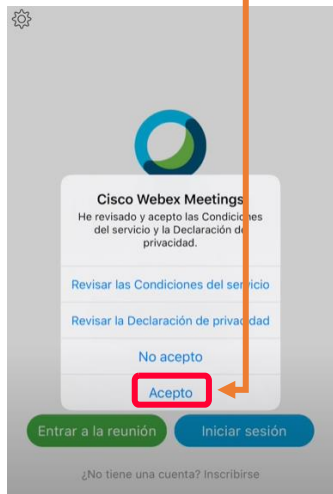 Cisco Webex Meetings
He revisado y acepto las Condiciones
del servicio y la Declaración de
privacidad.
Revisar las Condiciones del servicio
Revisar la Declaración de privacidad
No acepto
Acepto
Entrar a la reunión
Iniciar sesión
¿No tiene una cuenta? Inscribirse